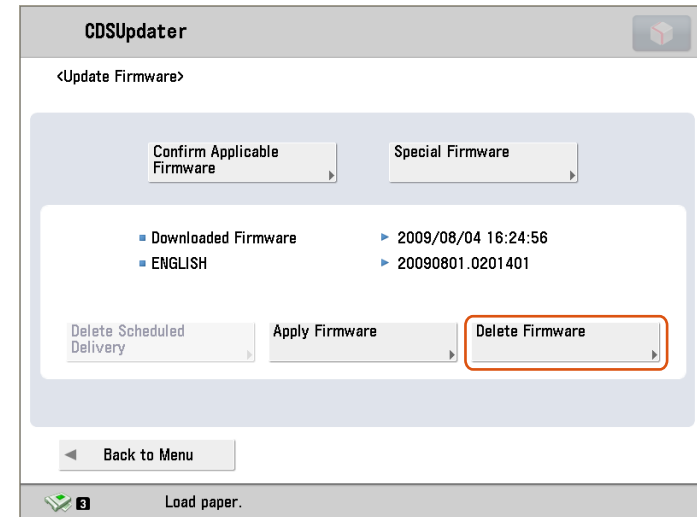 CDSUpdater
<Update Firmware>
Confirm Applicable
Firmware
Special Firmware
Downloaded Firmware
2009/08/04 16:24:56
ENGLISH
20090801.0201401
Delete Scheduled
Delivery
Apply Firmware
Delete Firmware
Back to Menu
3
Load paper.